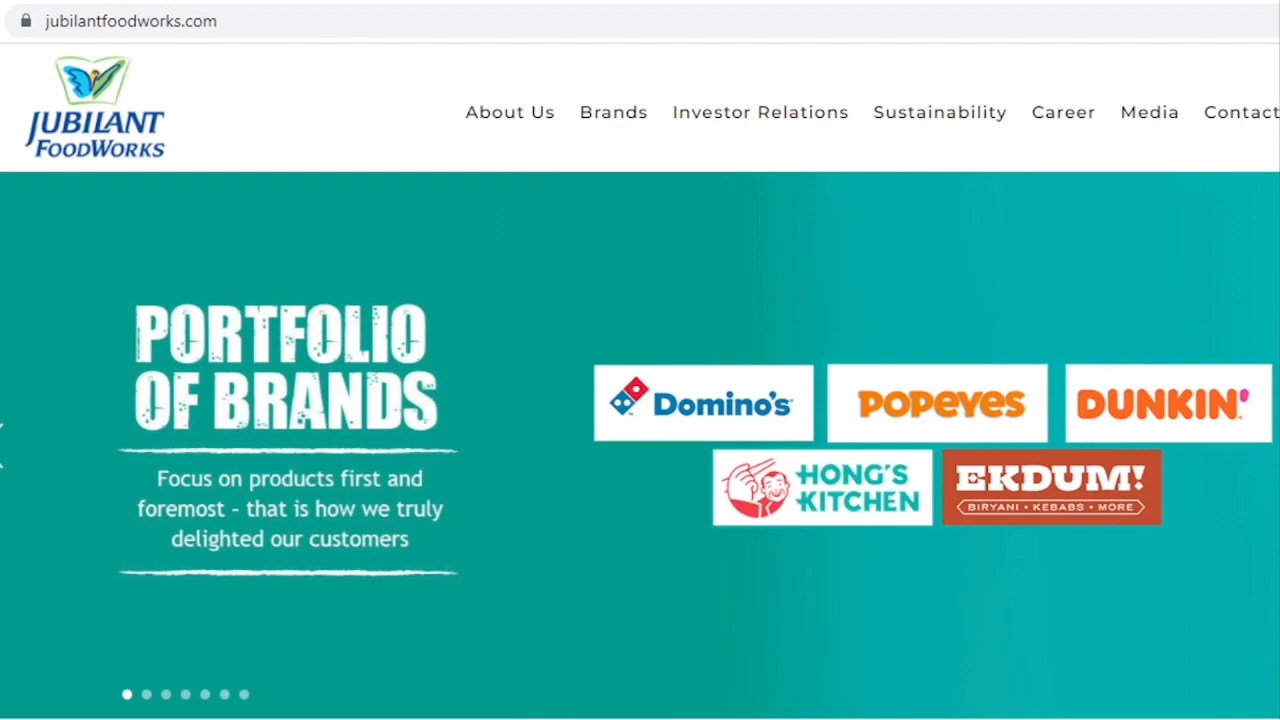 jubilantfoodworks.com
JUBILANT
FOODWORKS
About Us Brands Investor Relations Sustainability Career Media Contact
PORTFOLIO
OF BRANDS
Focus on products first and
foremost - that is how we truly
delighted our customers
Domino's
POPEYES
DUNKIN'
HONG'S
KITCHEN
EKDUM!
BIRYANI • KEBABS • MORE